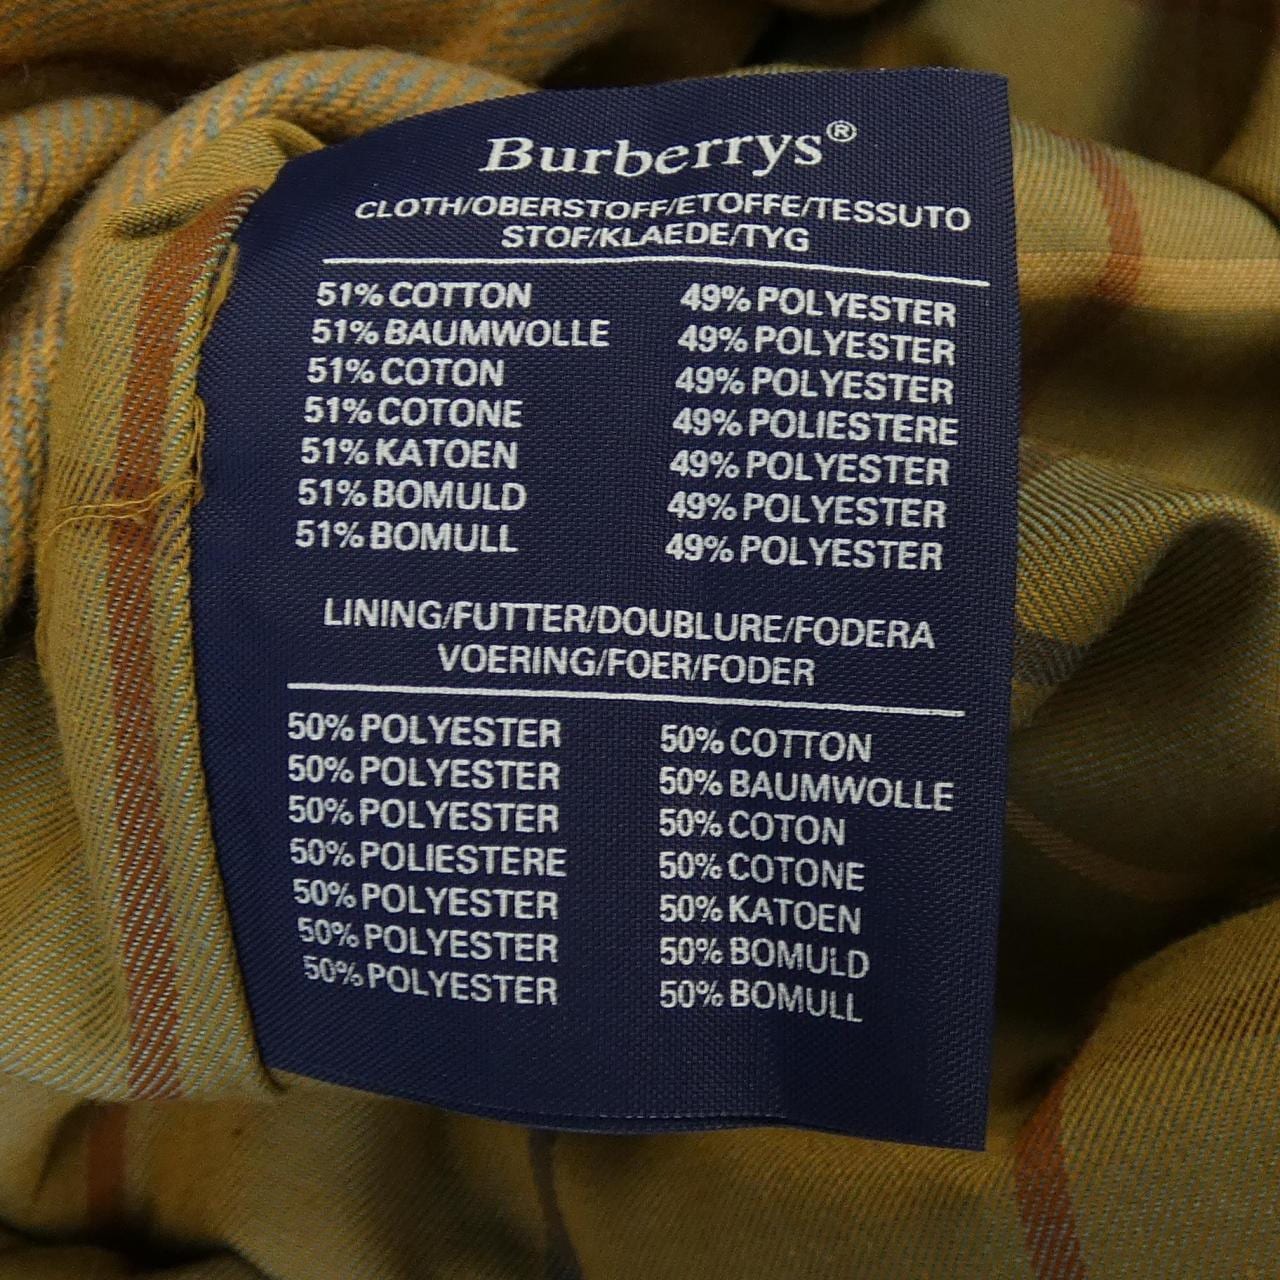 Burberrys®
CLOTH/OBERSTOFF/ETOFFE/TESSUTO
STOF/KLAEDE/TYG
51% COTTON 49% POLYESTER
51% BAUMWOLLE 49% POLYESTER
51% COTON 49% POLYESTER
51% COTONE 49% POLIESTERE
51% KATOEN 49% POLYESTER
51% BOMULD 49% POLYESTER
51% BOMULL 49% POLYESTER
LINING/FUTTER/DOUBLURE/FODERA
VOERING/FOER/FODER
50% POLYESTER 50% COTTON
50% POLYESTER 50% BAUMWOLLE
50% POLYESTER 50% COTON
50% POLIESTERE 50% COTONE
50% POLYESTER 50% KATOEN
50% POLYESTER 50% BOMULD
50% POLYESTER 50% BOMULL